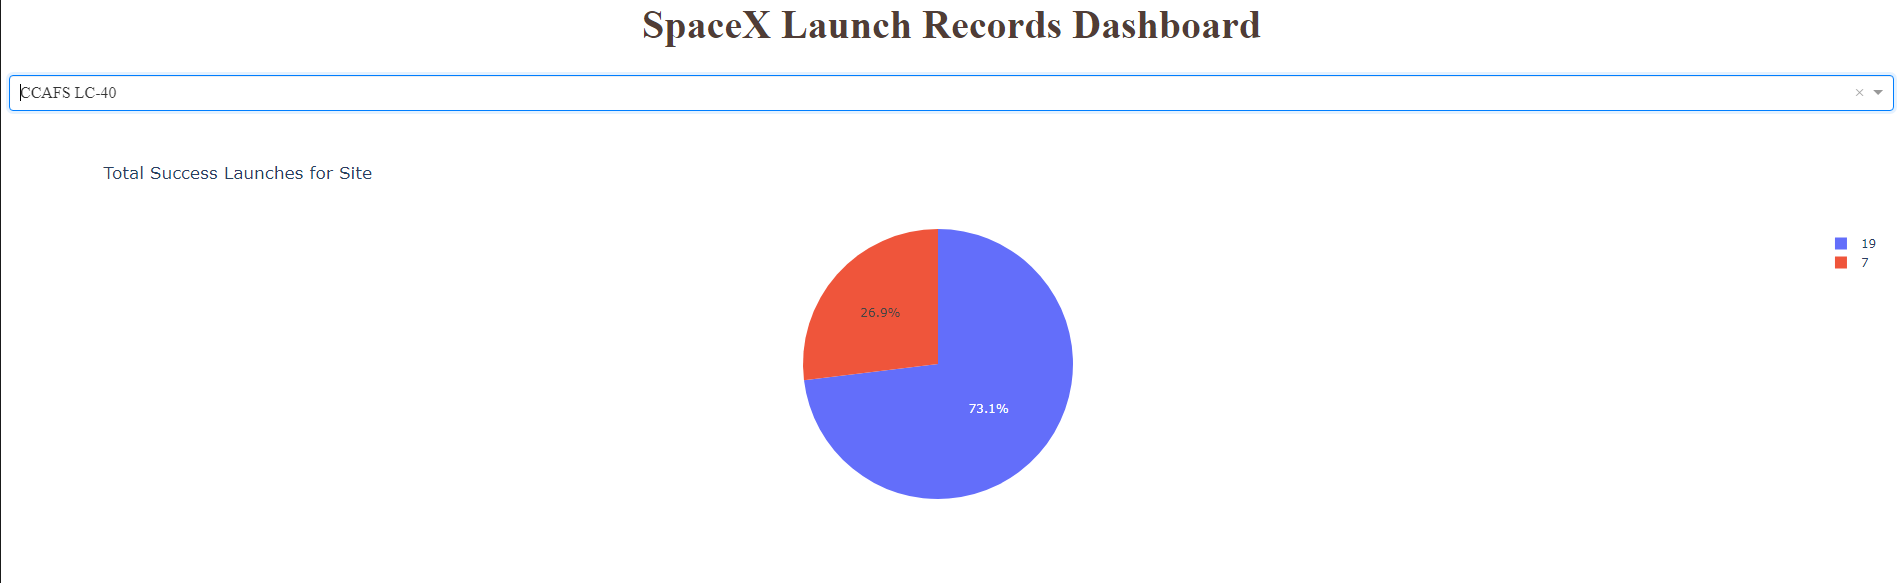 SpaceX Launch Records Dashboard
CCAFS LC-40
×
Total Success Launches for Site
19
7
26.9%
73.1%